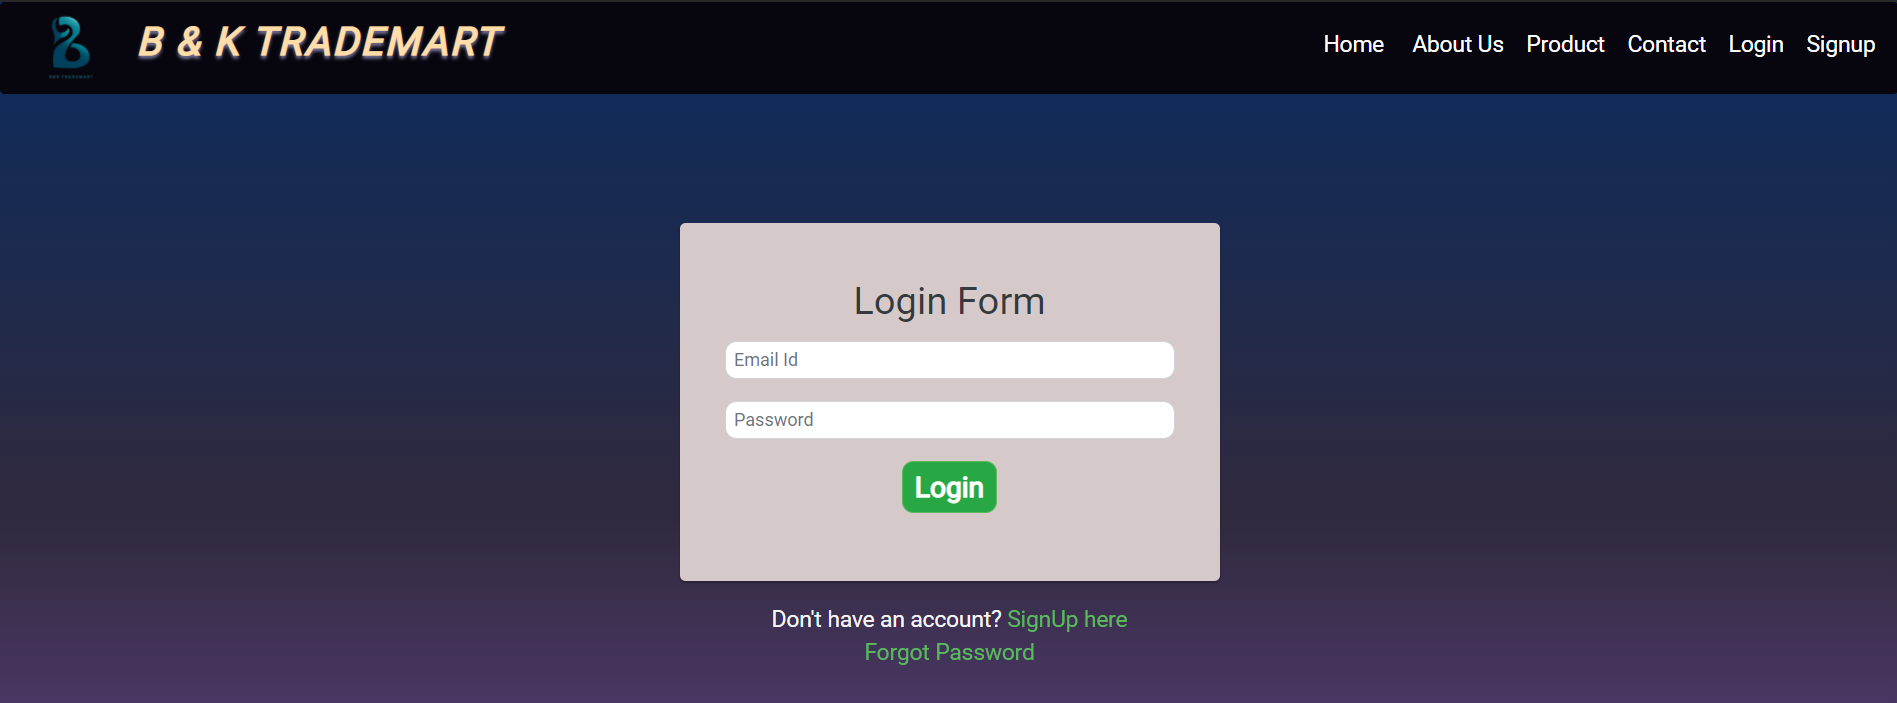 B & K TRADEMART
Home About Us Product Contact Login Signup
B&K TRADEMART
Login Form
Email Id
Password
Login
Don't have an account? SignUp here
Forgot Password